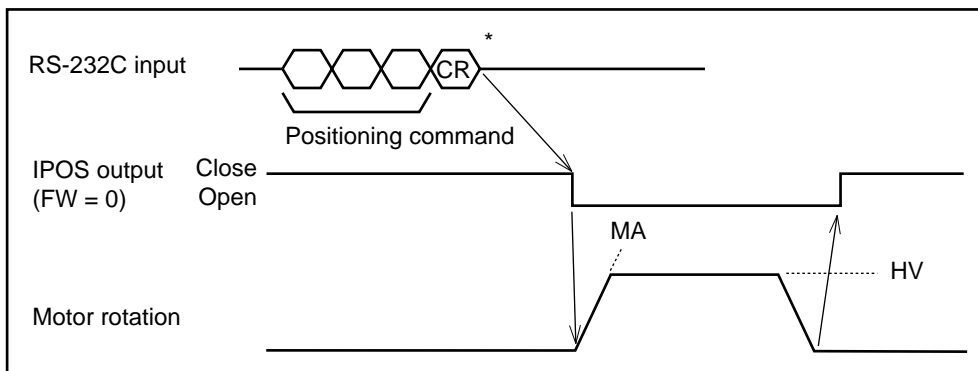 *
RS-232C input
CR
Positioning command
IPOS output Close
(FW = 0) Open
MA
HV
Motor rotation